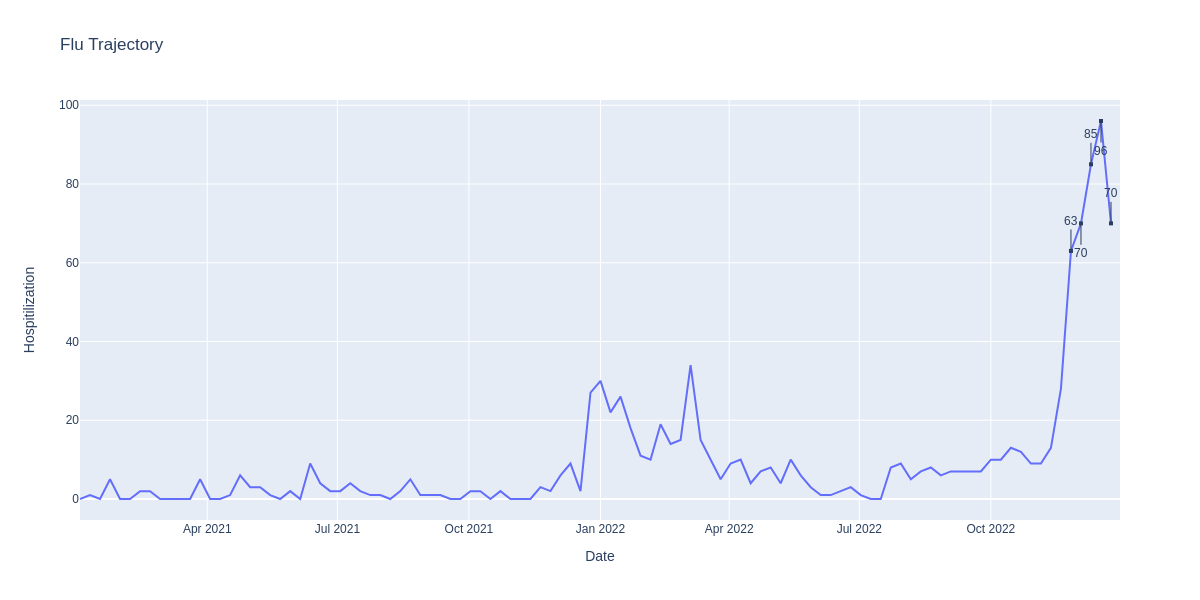 Flu Trajectory
100
80
60
40
20
0
Hospitilization
85
96
70
63
70
Apr 2021
Jul 2021
Oct 2021
Jan 2022
Apr 2022
Jul 2022
Oct 2022
Date